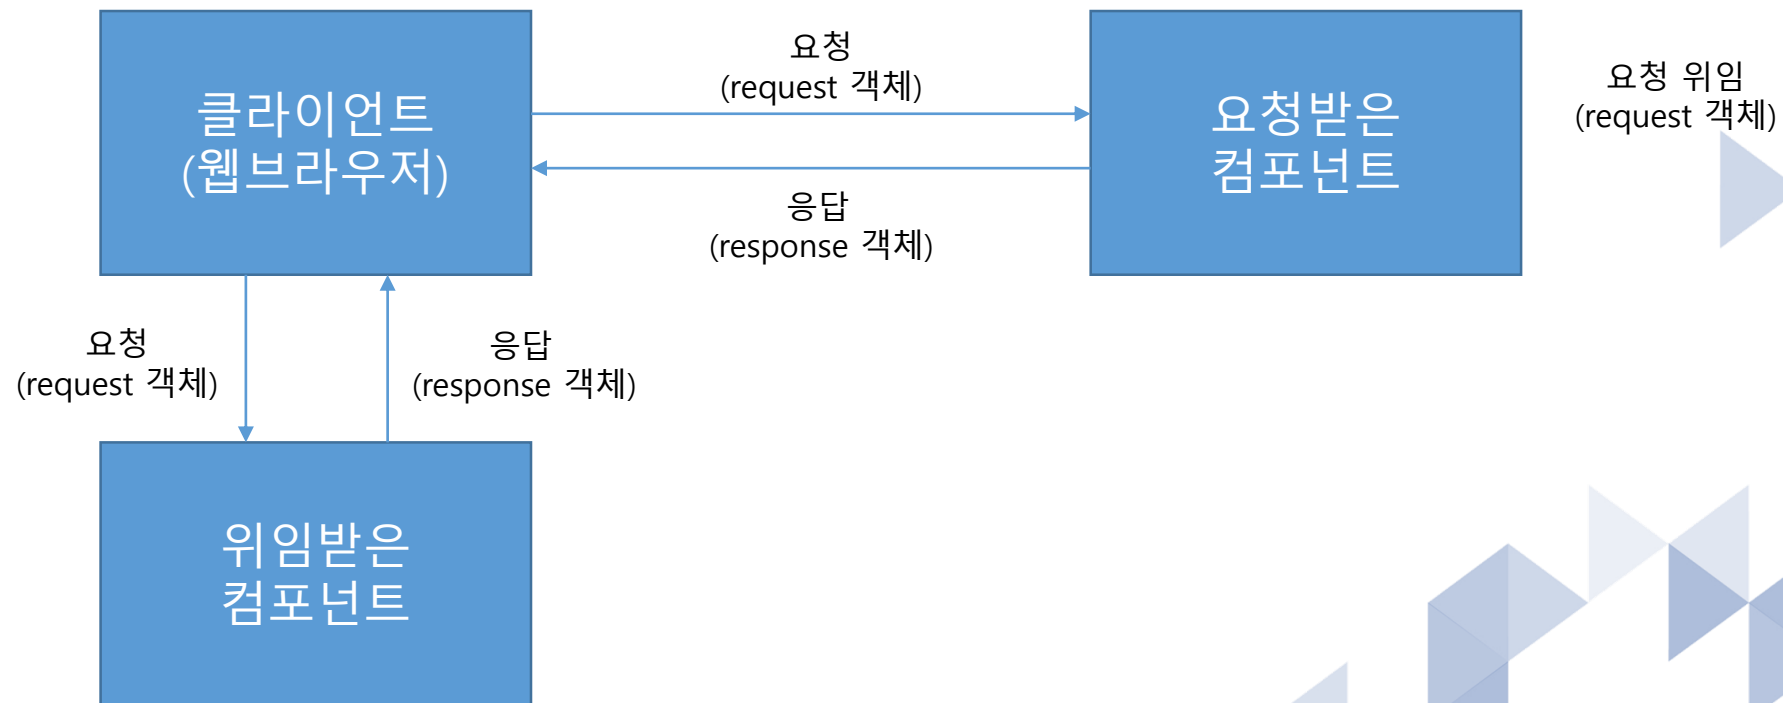 클라이언트
(웹브라우저)
요청
(request 객체)
응답
(response 객체)
요청받은
컴포넌트
요청 위임
(request 객체)
요청
(request 객체)
응답
(response 객체)
위임받은
컴포넌트